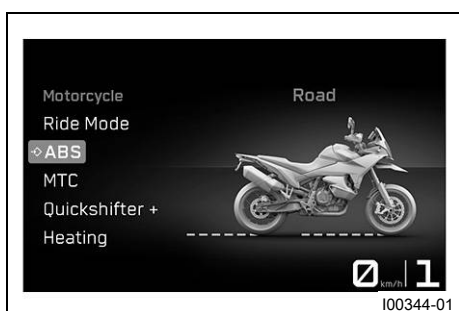 Motorcycle
Road
Ride Mode
ABS
MTC
Quickshifter +
Heating
0 km/h 1
I00344-01